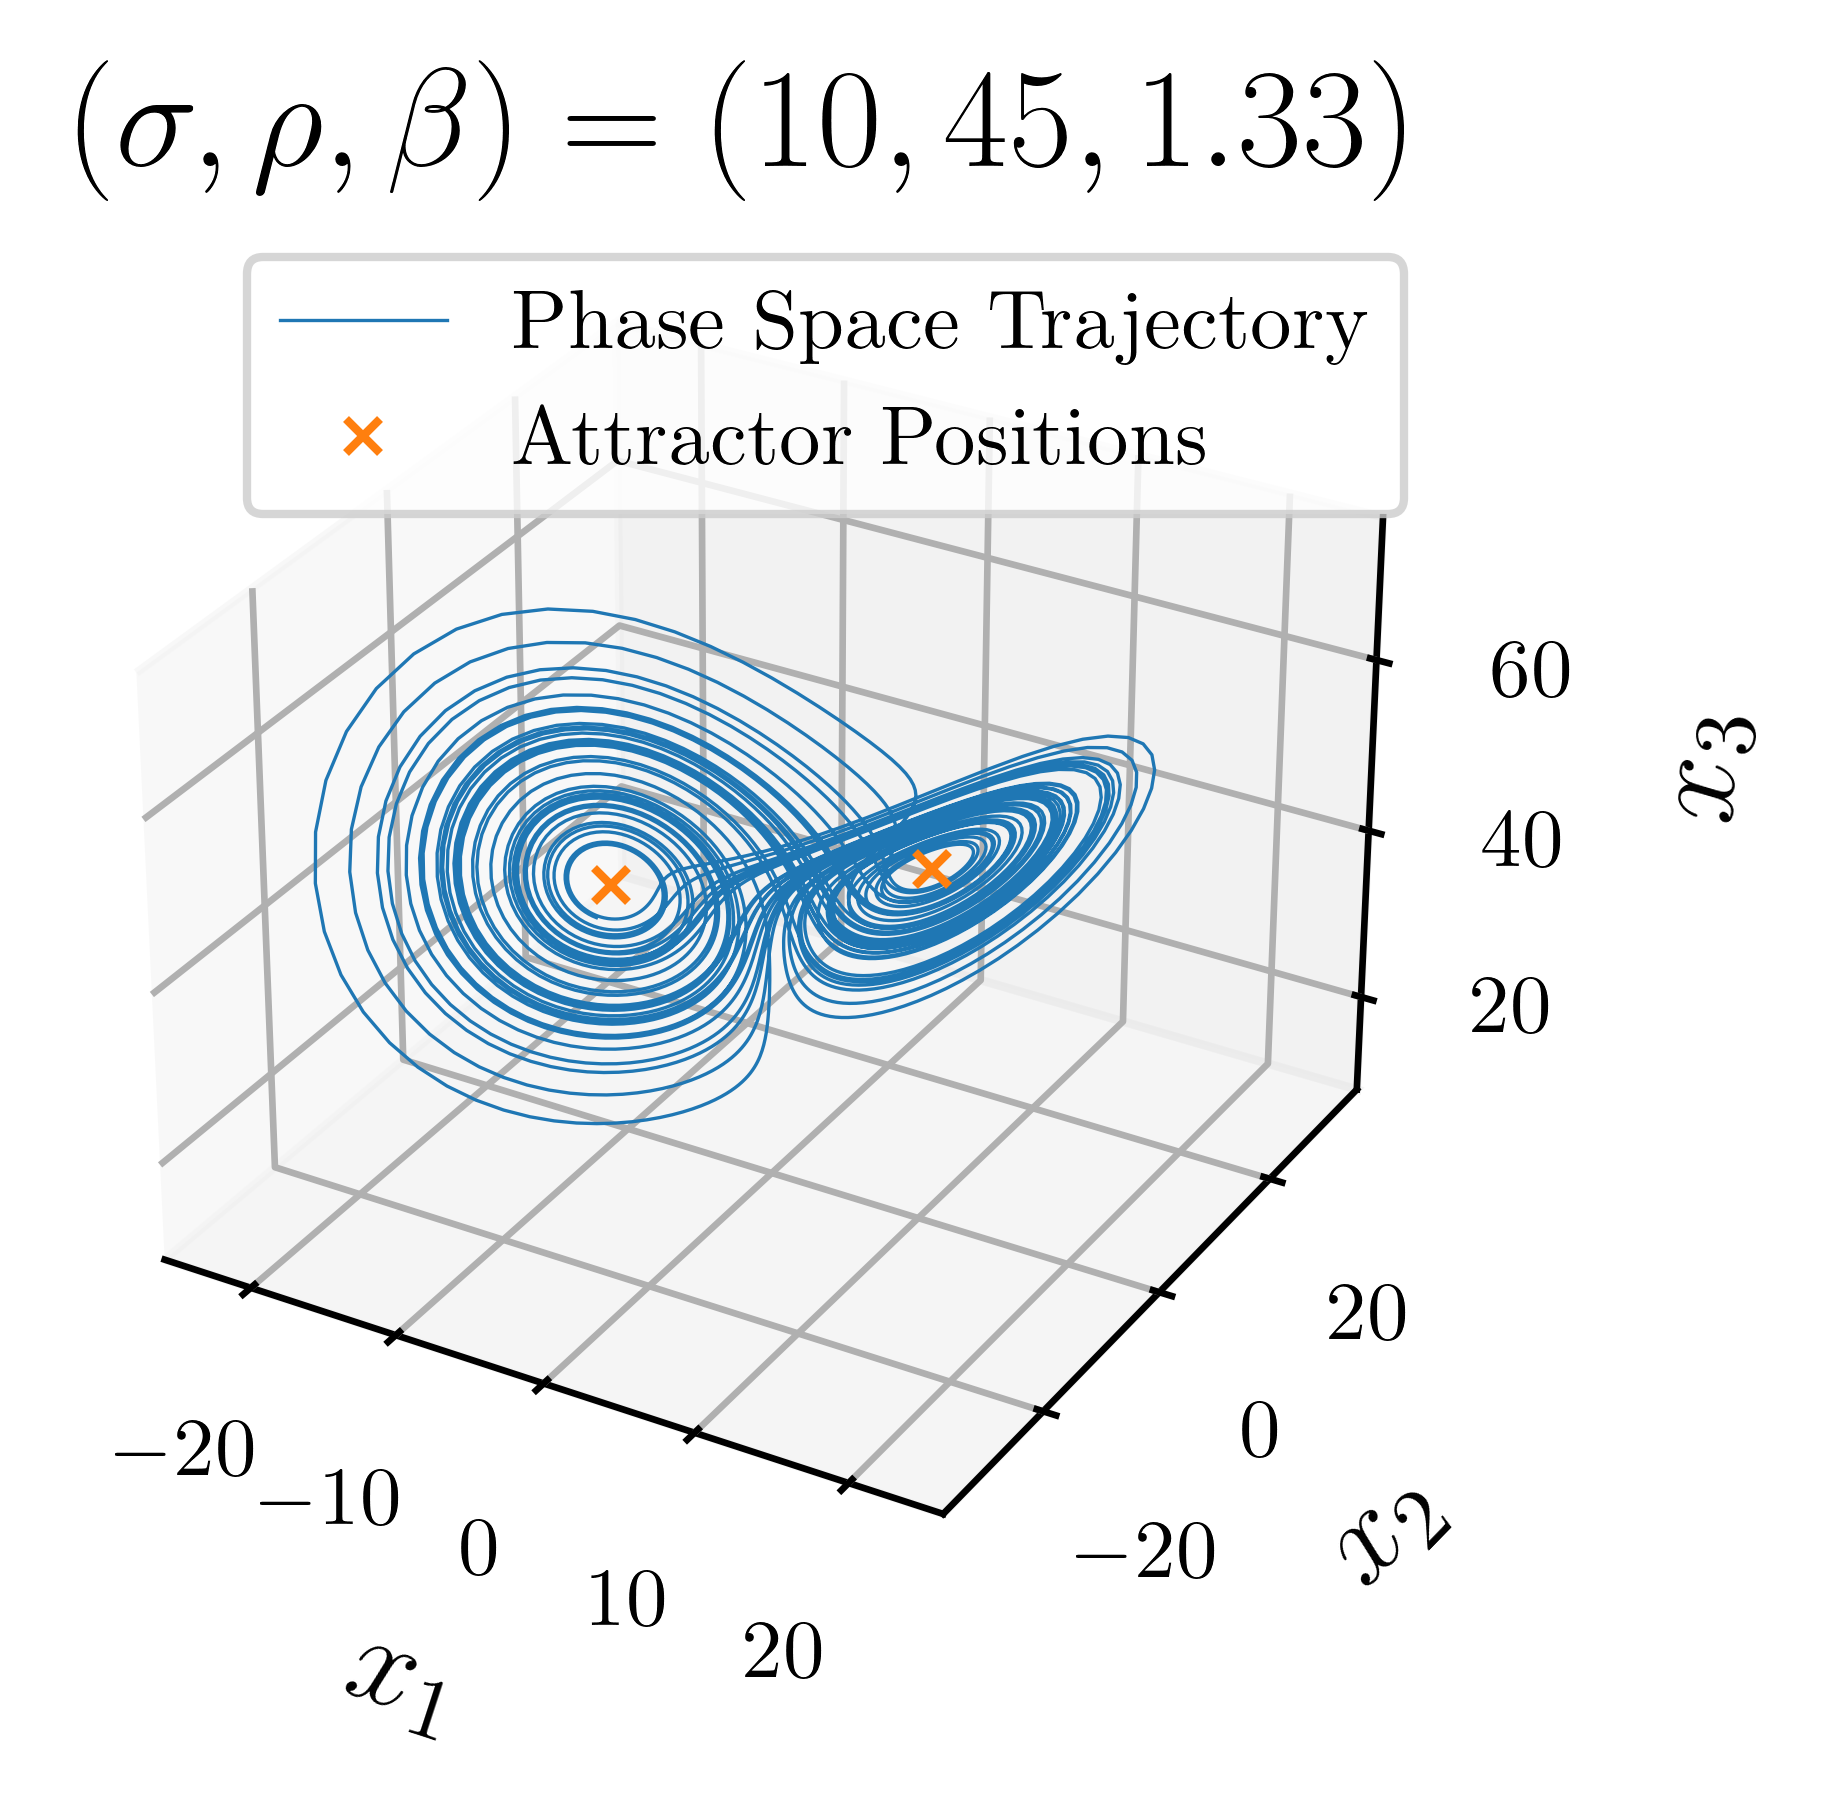 (σ, ρ, β) = (10, 45, 1.33)
Phase Space Trajectory
Attractor Positions
60
40
20
x₃
20
0
−20
x₂
−20
−10
0
10
20
x₁